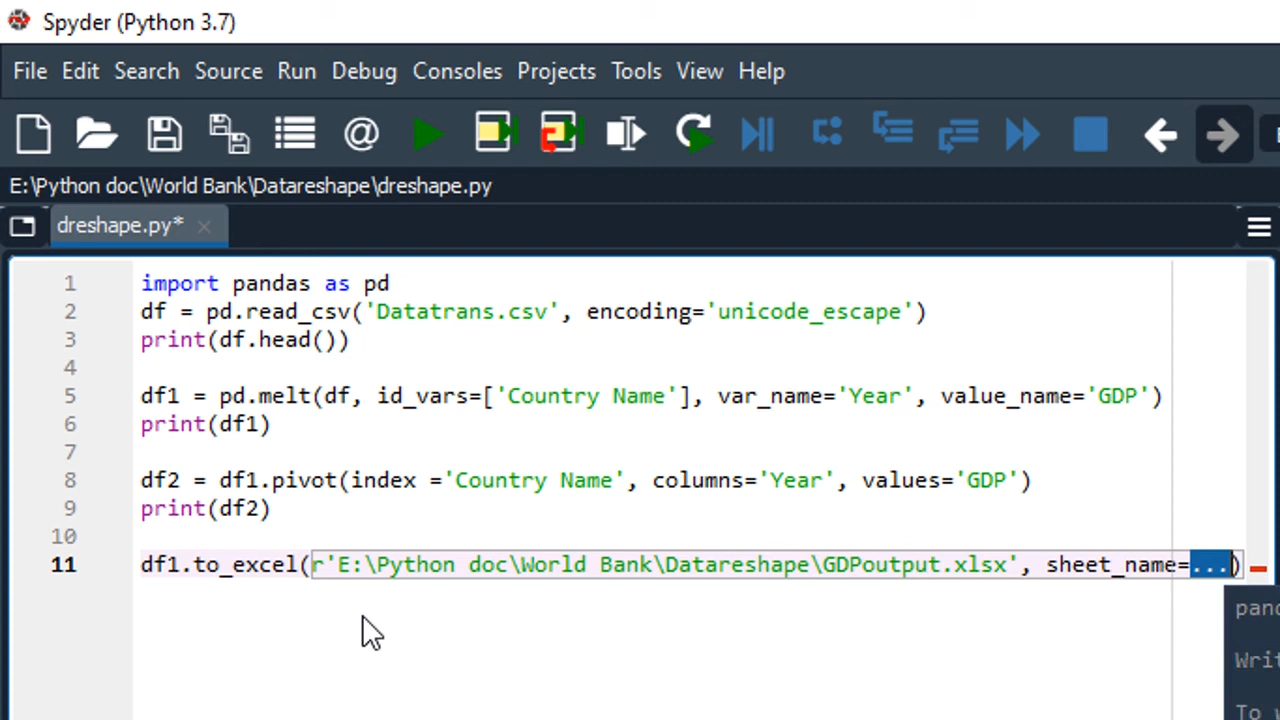 Spyder (Python 3.7)
File Edit Search Source Run Debug Consoles Projects Tools View Help
E:\Python doc\World Bank\Datareshape\dreshape.py
dreshape.py*
1 import pandas as pd
2 df = pd.read_csv('Datatrans.csv', encoding='unicode_escape')
3 print(df.head())
4
5 df1 = pd.melt(df, id_vars=['Country Name'], var_name='Year', value_name='GDP')
6 print(df1)
7
8 df2 = df1.pivot(index ='Country Name', columns='Year', values='GDP')
9 print(df2)
10
11 df1.to_excel(r'E:\Python doc\World Bank\Datareshape\GDPoutput.xlsx', sheet_name=...)